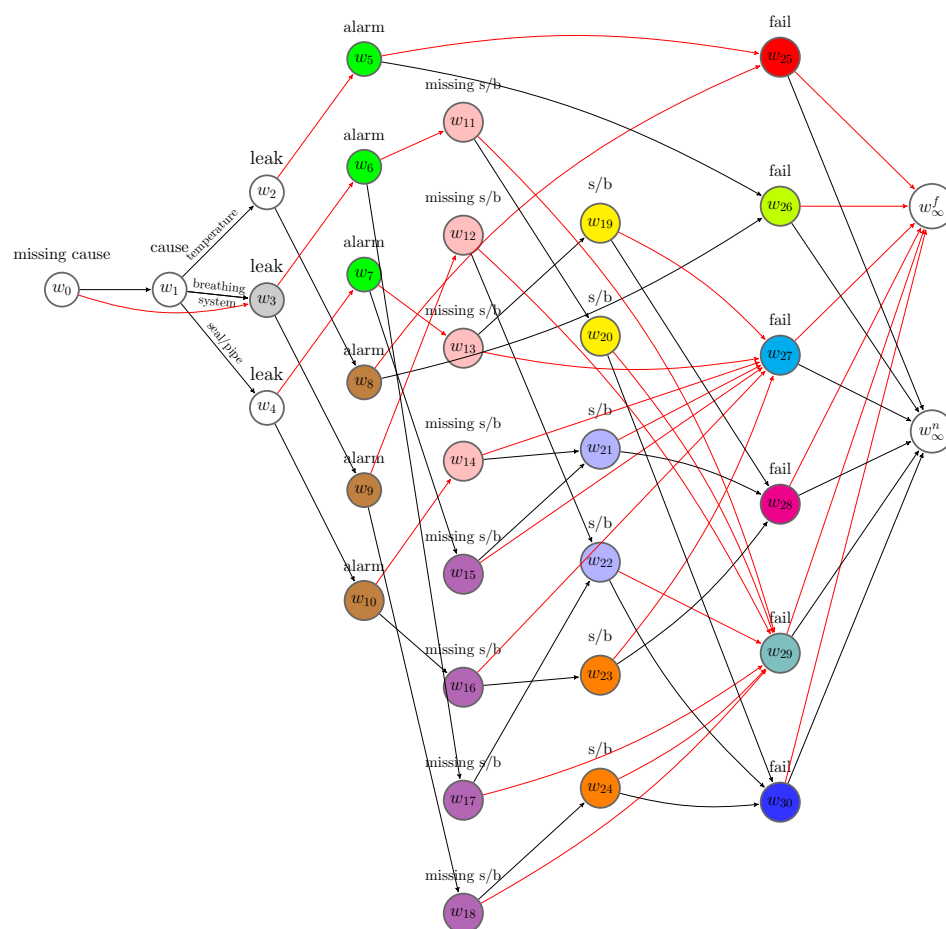 missing cause
w₀
cause
w₁
temperature
breathing
system
seal/pipe
leak
w₂
leak
w₃
leak
w₄
alarm
w₅
alarm
w₆
alarm
w₇
alarm
w₈
alarm
w₉
alarm
w₁₀
missing s/b
w₁₁
missing s/b
w₁₂
missing s/b
w₁₃
missing s/b
w₁₄
missing s/b
w₁₅
missing s/b
w₁₆
missing s/b
w₁₇
missing s/b
w₁₈
s/b
w₁₉
s/b
w₂₀
s/b
w₂₁
s/b
w₂₂
s/b
w₂₃
s/b
w₂₄
fail
w₂₅
fail
w₂₆
fail
w₂₇
fail
w₂₈
fail
w₂₉
fail
w₃₀
w_∞^f
w_∞^n